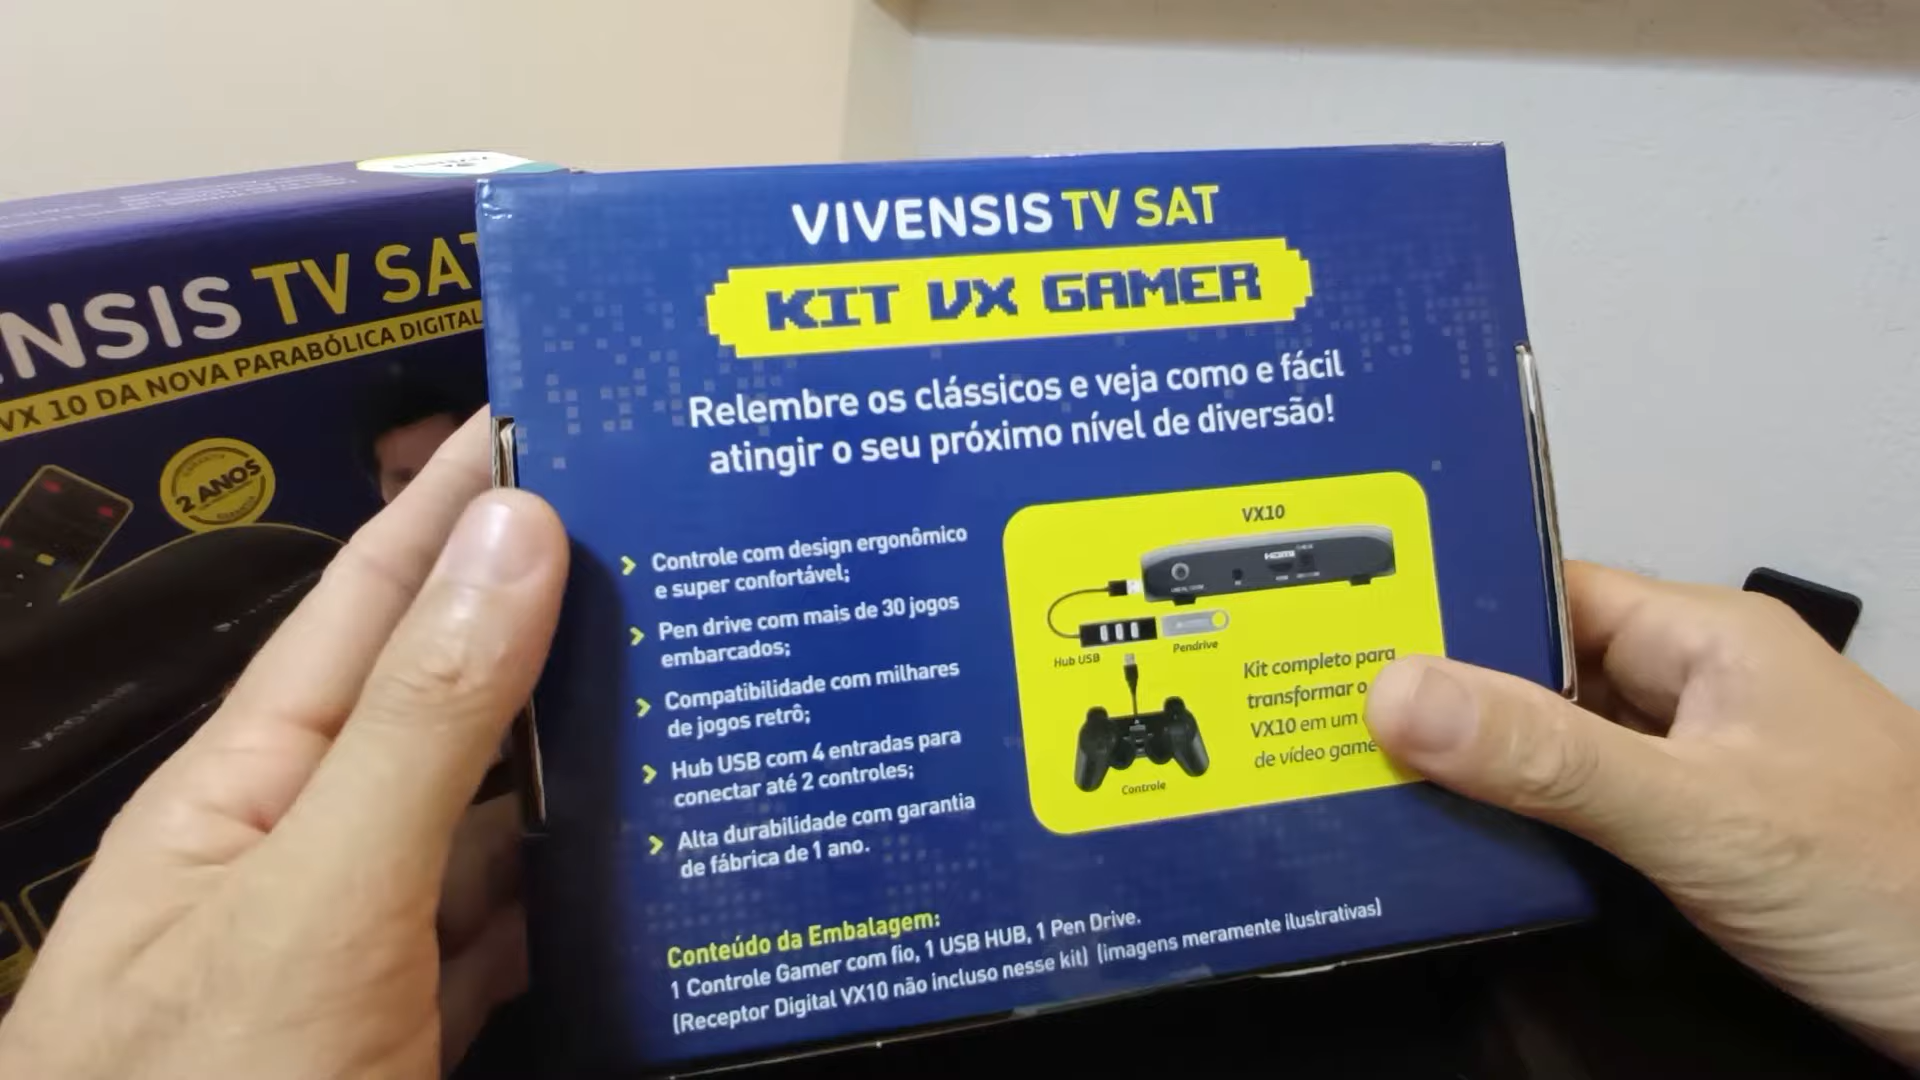 VIVENSIS TV SAT
KIT VX GAMER
Relembre os clássicos e veja como e fácil
atingir o seu próximo nível de diversão!
Controle com design ergonômico
e super confortável;
Pen drive com mais de 30 jogos
embarcados;
Compatibilidade com milhares
de jogos retrô;
Hub USB com 4 entradas para
conectar até 2 controles;
Alta durabilidade com garantia
de fábrica de 1 ano.
VX10
HDMI
Hub USB
Pendrive
Controle
Kit completo para
transformar o
VX10 em um
de vídeo game
Conteúdo da Embalagem:
1 Controle Gamer com fio, 1 USB HUB, 1 Pen Drive.
(Receptor Digital VX10 não incluso nesse kit) (imagens meramente ilustrativas)
ENSIS TV SAT
VX 10 DA NOVA PARABÓLICA DIGITAL
GARANTIA
2 ANOS
GARANTIA